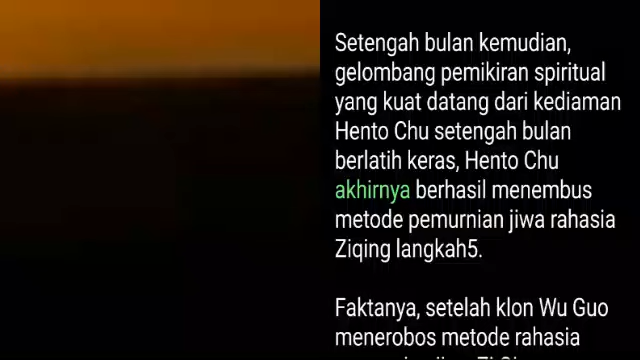 Setengah bulan kemudian,
gelombang pemikiran spiritual
yang kuat datang dari kediaman
Hento Chu setengah bulan
berlatih keras, Hento Chu
akhirnya berhasil menembus
metode pemurnian jiwa rahasia
Ziqing langkah5.
Faktanya, setelah klon Wu Guo
menerobos metode rahasia